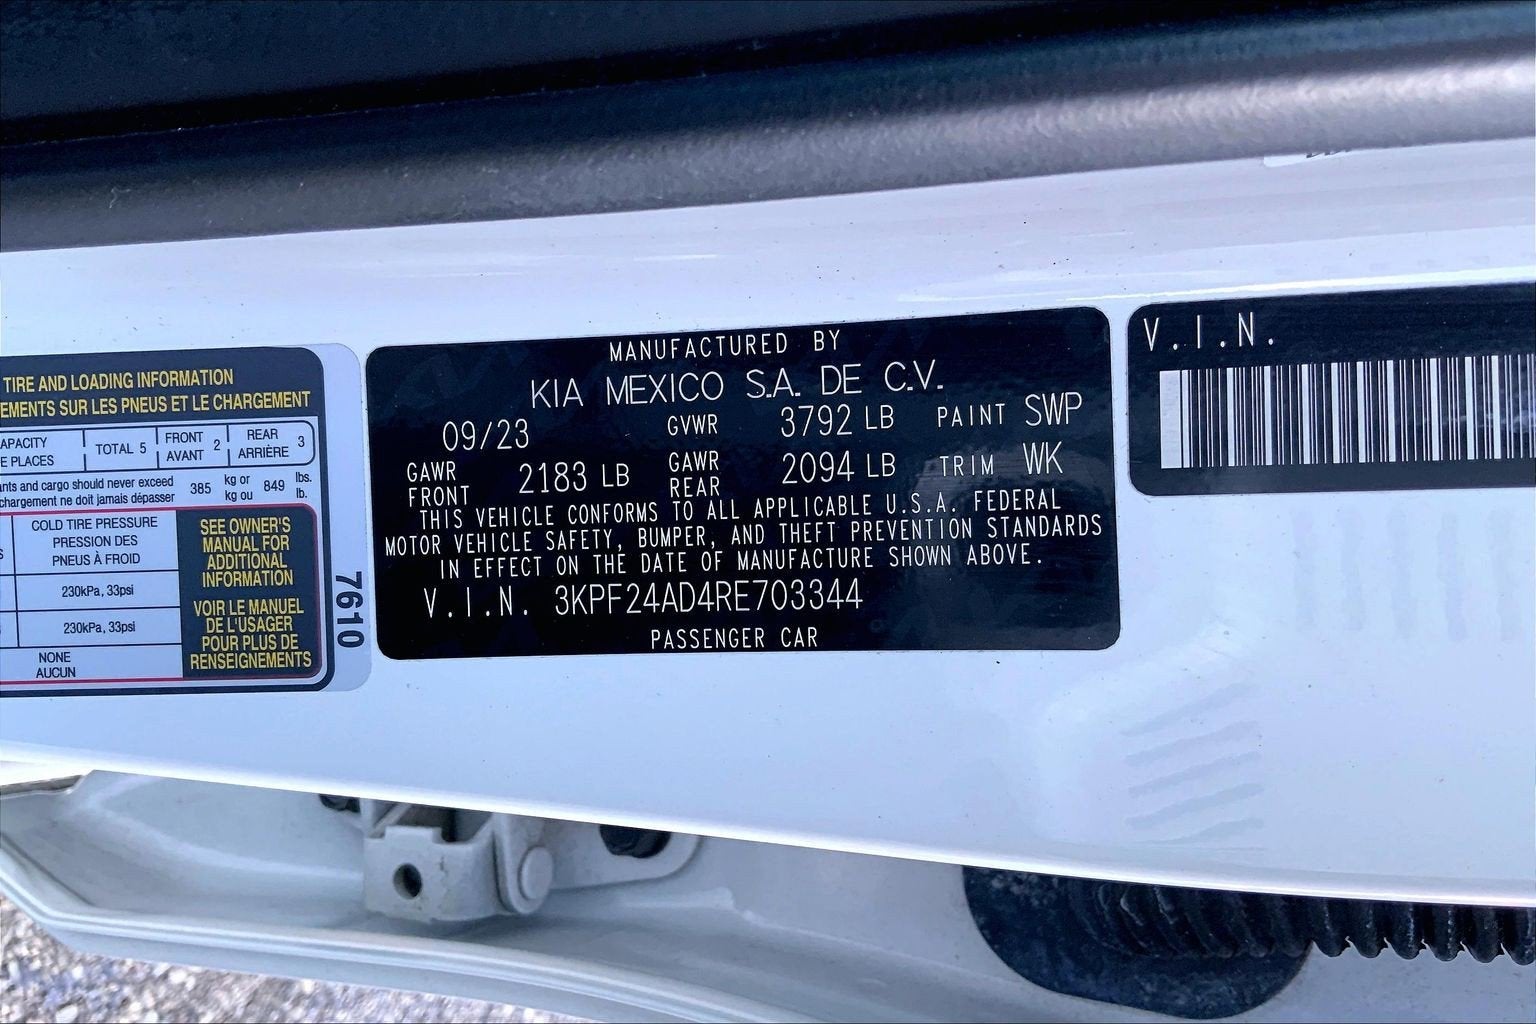 TIRE AND LOADING INFORMATION
SUR LES PNEUS ET LE CHARGEMENT
TOTAL 5
FRONT 2
AVANT
REAR 3
ARRIÈRE
PLACES
and cargo should never exceed 385 kg or 849 lbs.
chargement ne doit jamais dépasser kg ou lb.
COLD TIRE PRESSURE
PRESSION DES
PNEUS À FROID
230kPa, 33psi
230kPa, 33psi
NONE
AUCUN
SEE OWNER'S
MANUAL FOR
ADDITIONAL
INFORMATION
VOIR LE MANUEL
DE L'USAGER
POUR PLUS DE
RENSEIGNEMENTS
7610
MANUFACTURED BY
KIA MEXICO S.A. DE C.V.
09/23 GVWR 3792 LB PAINT SWP
GAWR FRONT 2183 LB GAWR REAR 2094 LB TRIM WK
THIS VEHICLE CONFORMS TO ALL APPLICABLE U.S.A. FEDERAL
MOTOR VEHICLE SAFETY, BUMPER, AND THEFT PREVENTION STANDARDS
IN EFFECT ON THE DATE OF MANUFACTURE SHOWN ABOVE.
V.I.N. 3KPF24AD4RE703344
PASSENGER CAR
V.I.N.